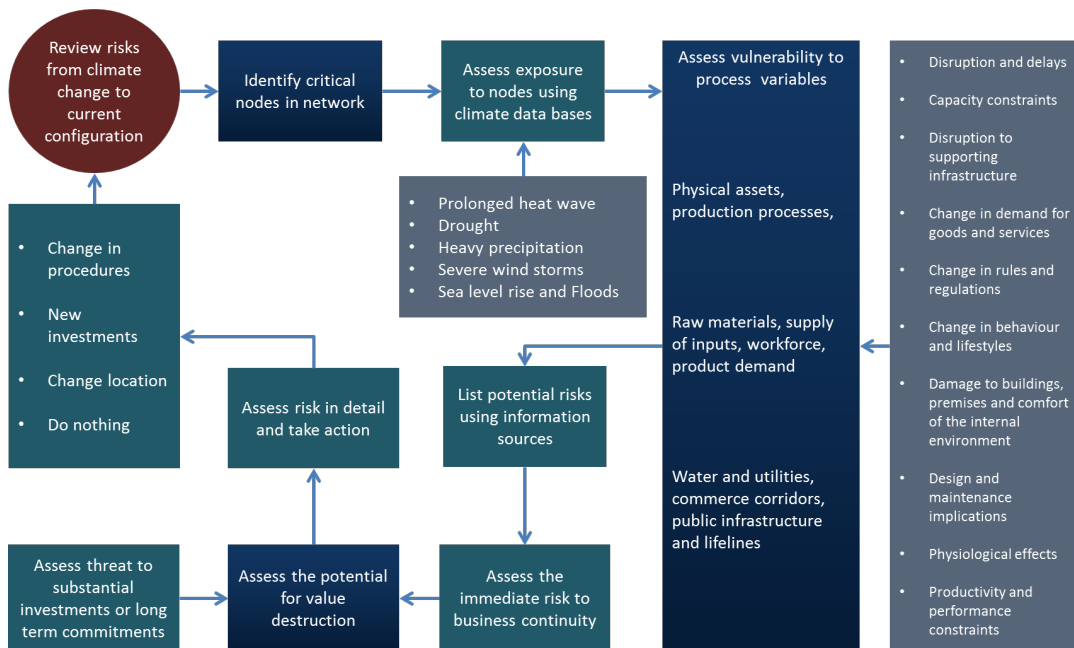 Review risks
from climate
change to
current
configuration
Identify critical
nodes in network
Assess exposure
to nodes using
climate data bases
Assess vulnerability to
process variables
Physical assets,
production processes,
Raw materials, supply
of inputs, workforce,
product demand
Water and utilities,
commerce corridors,
public infrastructure
and lifelines
• Disruption and delays
• Capacity constraints
• Disruption to
supporting
infrastructure
• Change in demand for
goods and services
• Change in rules and
regulations
• Change in behaviour
and lifestyles
• Damage to buildings,
premises and comfort
of the internal
environment
• Design and
maintenance
implications
• Physiological effects
• Productivity and
performance
constraints
• Prolonged heat wave
• Drought
• Heavy precipitation
• Severe wind storms
• Sea level rise and Floods
• Change in
procedures
• New
investments
• Change location
• Do nothing
Assess risk in detail
and take action
List potential risks
using information
sources
Assess threat to
substantial
investments or long
term commitments
Assess the potential
for value
destruction
Assess the
immediate risk to
business continuity